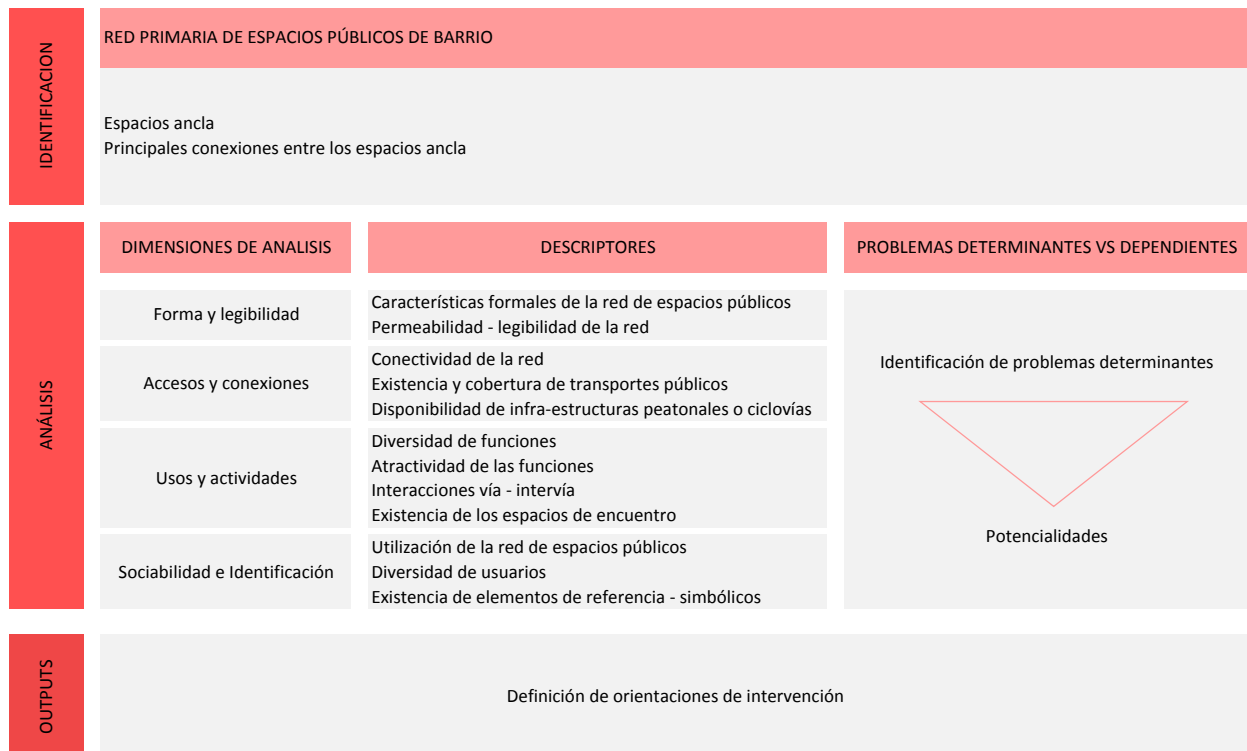 IDENTIFICACION
RED PRIMARIA DE ESPACIOS PÚBLICOS DE BARRIO
Espacios ancla
Principales conexiones entre los espacios ancla
ANÁLISIS
DIMENSIONES DE ANALISIS
DESCRIPTORES
PROBLEMAS DETERMINANTES VS DEPENDIENTES
Forma y legibilidad
Características formales de la red de espacios públicos
Permeabilidad - legibilidad de la red
Accesos y conexiones
Conectividad de la red
Existencia y cobertura de transportes públicos
Disponibilidad de infra-estructuras peatonales o ciclovías
Usos y actividades
Diversidad de funciones
Atractividad de las funciones
Interacciones vía - intervía
Existencia de los espacios de encuentro
Sociabilidad e Identificación
Utilización de la red de espacios públicos
Diversidad de usuarios
Existencia de elementos de referencia - simbólicos
Identificación de problemas determinantes
Potencialidades
OUTPUTS
Definición de orientaciones de intervención